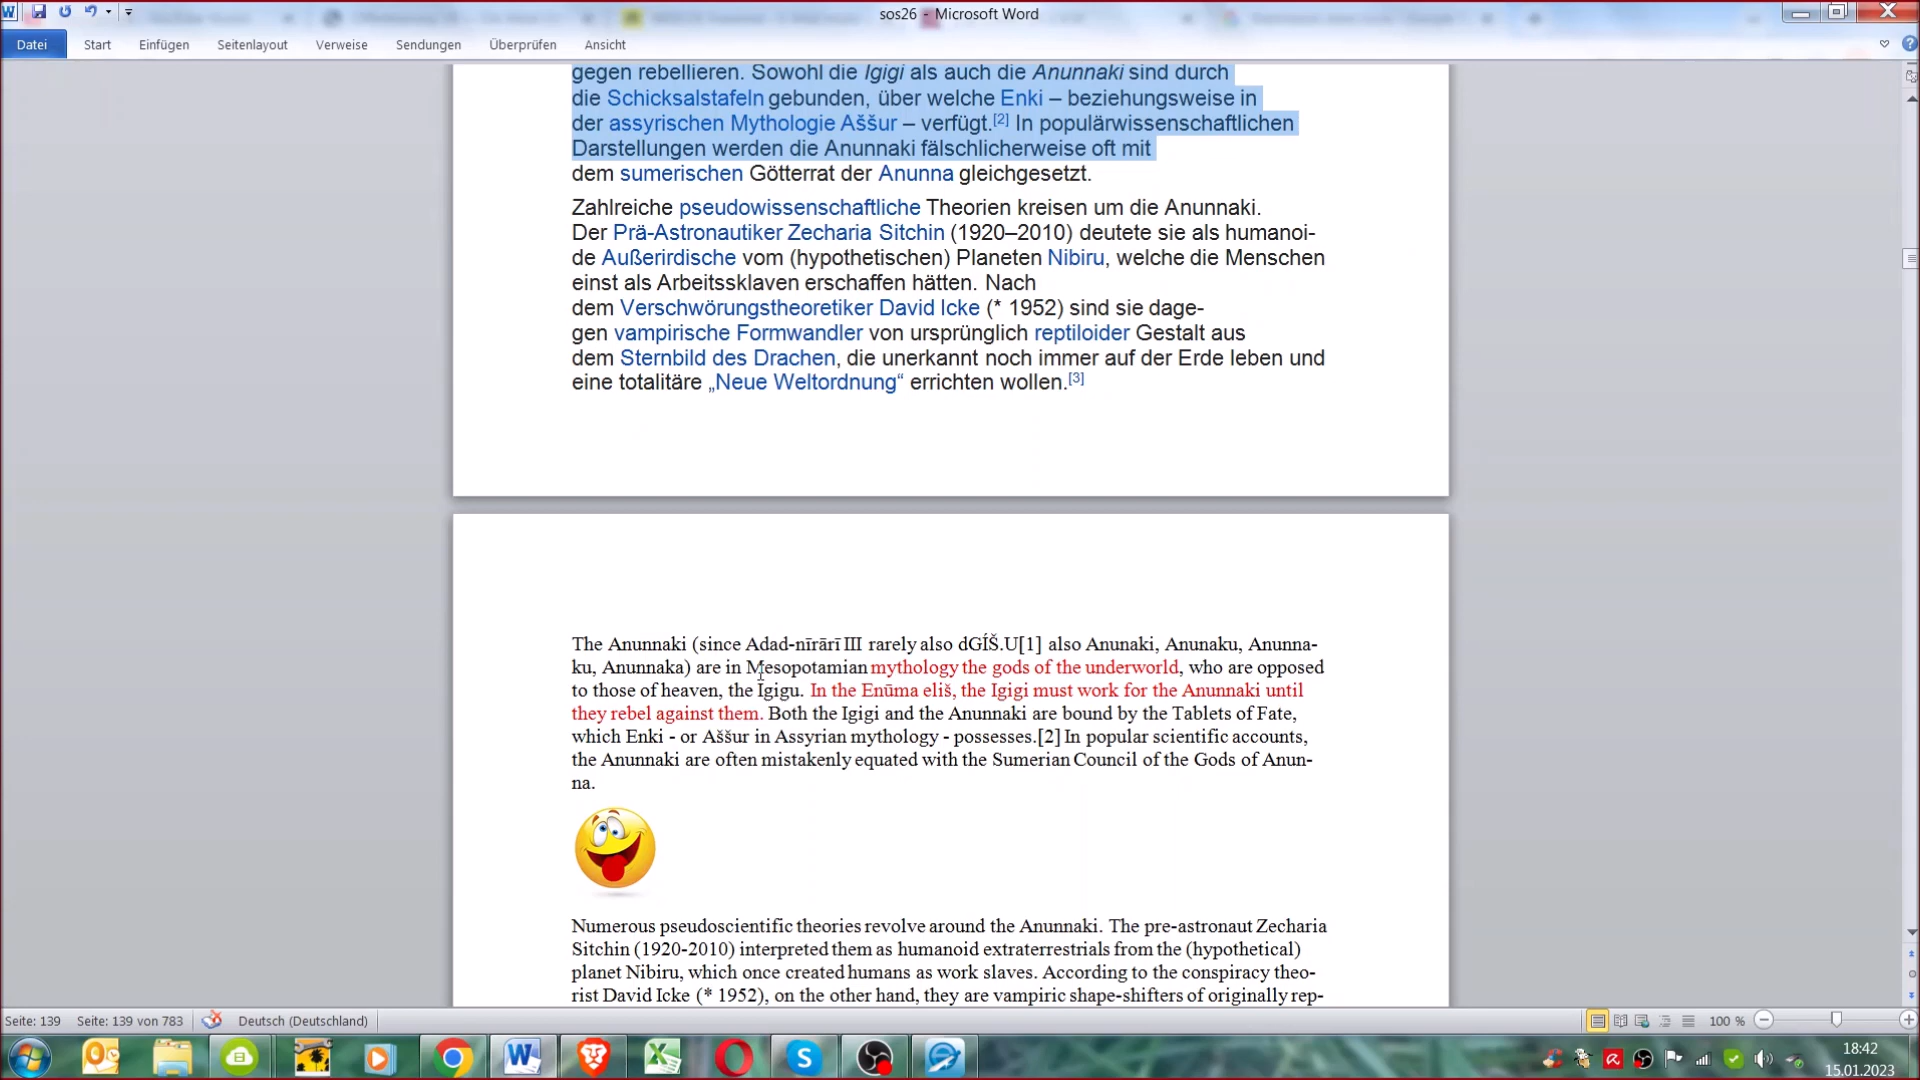 sos26 - Microsoft Word
Datei Start Einfügen Seitenlayout Verweise Sendungen Überprüfen Ansicht
gegen rebellieren. Sowohl die Igigi als auch die Anunnaki sind durch
die Schicksalstafeln gebunden, über welche Enki – beziehungsweise in
der assyrischen Mythologie Aššur – verfügt.[2] In populärwissenschaftlichen
Darstellungen werden die Anunnaki fälschlicherweise oft mit
dem sumerischen Götterrat der Anunna gleichgesetzt.
Zahlreiche pseudowissenschaftliche Theorien kreisen um die Anunnaki.
Der Prä-Astronautiker Zecharia Sitchin (1920–2010) deutete sie als humanoi-
de Außerirdische vom (hypothetischen) Planeten Nibiru, welche die Menschen
einst als Arbeitssklaven erschaffen hätten. Nach
dem Verschwörungstheoretiker David Icke (* 1952) sind sie dage-
gen vampirische Formwandler von ursprünglich reptiloider Gestalt aus
dem Sternbild des Drachen, die unerkannt noch immer auf der Erde leben und
eine totalitäre „Neue Weltordnung“ errichten wollen.[3]
The Anunnaki (since Adad-nīrārī III rarely also dGÍŠ.U[1] also Anunaki, Anunaku, Anunna-
ku, Anunnaka) are in Mesopotamian mythology the gods of the underworld, who are opposed
to those of heaven, the Igigu. In the Enūma eliš, the Igigi must work for the Anunnaki until
they rebel against them. Both the Igigi and the Anunnaki are bound by the Tablets of Fate,
which Enki - or Aššur in Assyrian mythology - possesses.[2] In popular scientific accounts,
the Anunnaki are often mistakenly equated with the Sumerian Council of the Gods of Anun-
na.
Numerous pseudoscientific theories revolve around the Anunnaki. The pre-astronaut Zecharia
Sitchin (1920-2010) interpreted them as humanoid extraterrestrials from the (hypothetical)
planet Nibiru, which once created humans as work slaves. According to the conspiracy theo-
rist David Icke (* 1952), on the other hand, they are vampiric shape-shifters of originally rep-
Seite: 139 Seite: 139 von 783 Deutsch (Deutschland) 100 %
18:42
15.01.2023